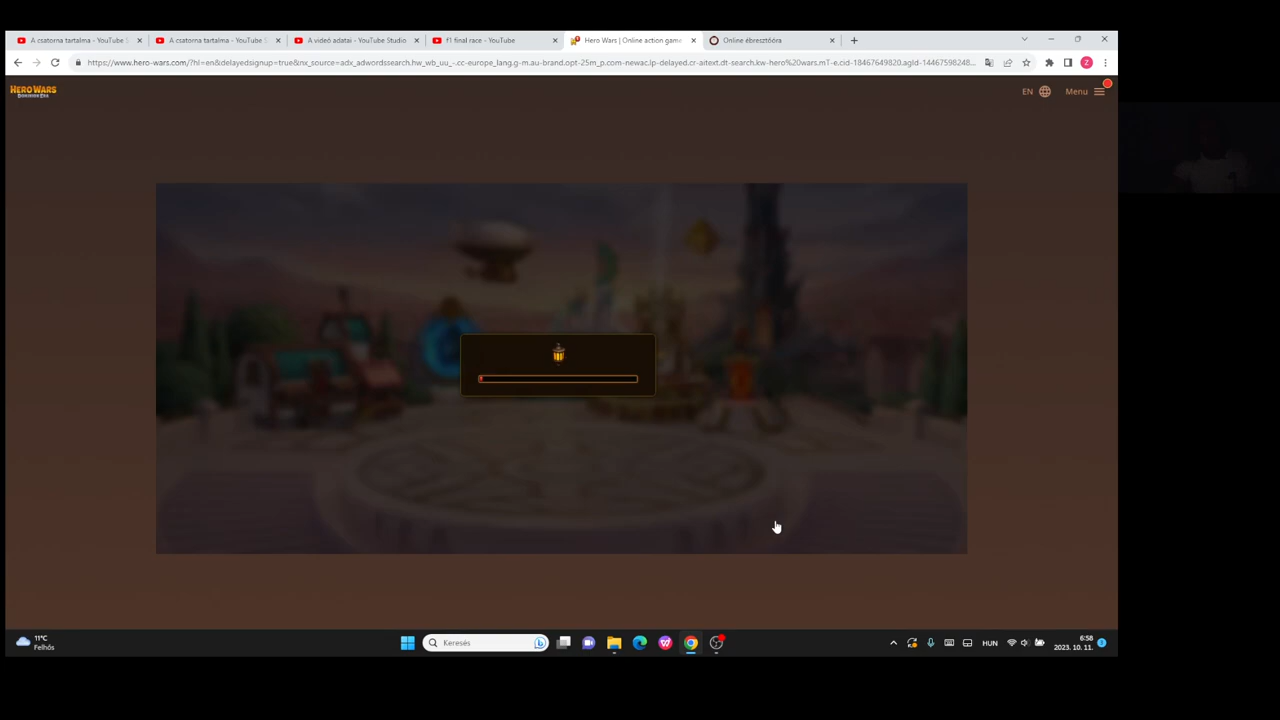 A csatorna tartalma - YouTube S
A csatorna tartalma - YouTube S
A videó adatai - YouTube Studio
f1 final race - YouTube
Hero Wars | Online action game
Online ébresztőóra
https://www.hero-wars.com/?hl=en&delayedsignup=true&nx_source=adx_adwordssearch.hw_wb_uu_-.cc-europe_lang.g-m.au-brand.opt-25m_p.com-newac.lp-delayed.cr-aitext.dt-search.kw-hero%20wars.mT-e.cid-18467649820.agId-14467598248...
Z
HERO WARS
DOMINION ERA
EN
Menu
11°C
Felhős
Keresés
HUN
6:58
2023. 10. 11.
1